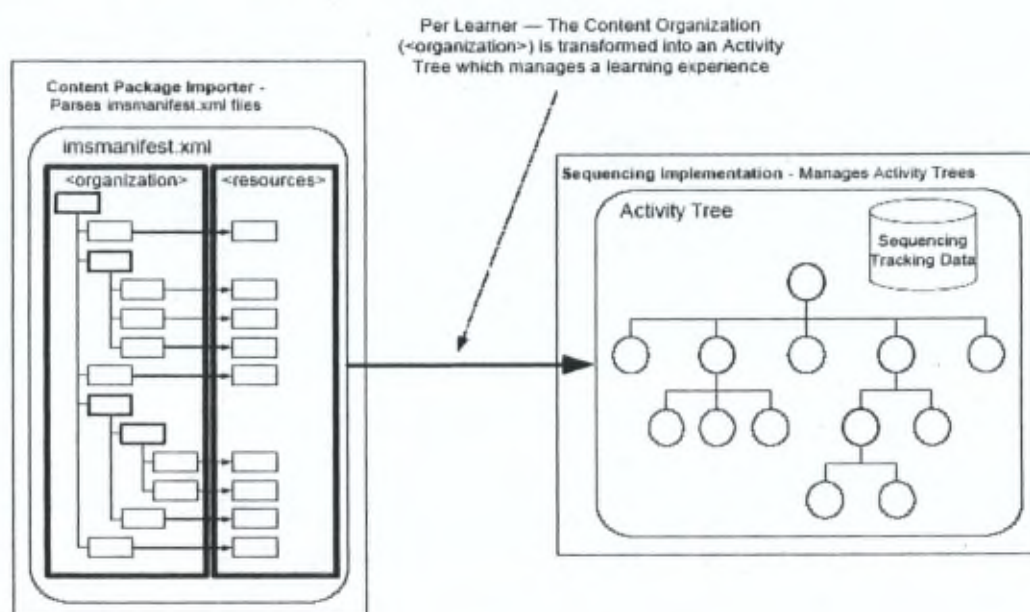 Per Learner — The Content Organization
(<organization>) is transformed into an Activity
Tree which manages a learning experience
Content Package Importer -
Parses imsmanifest.xml files
imsmanifest.xml
<organization>
<resources>
Sequencing Implementation - Manages Activity Trees
Activity Tree
Sequencing
Tracking Data